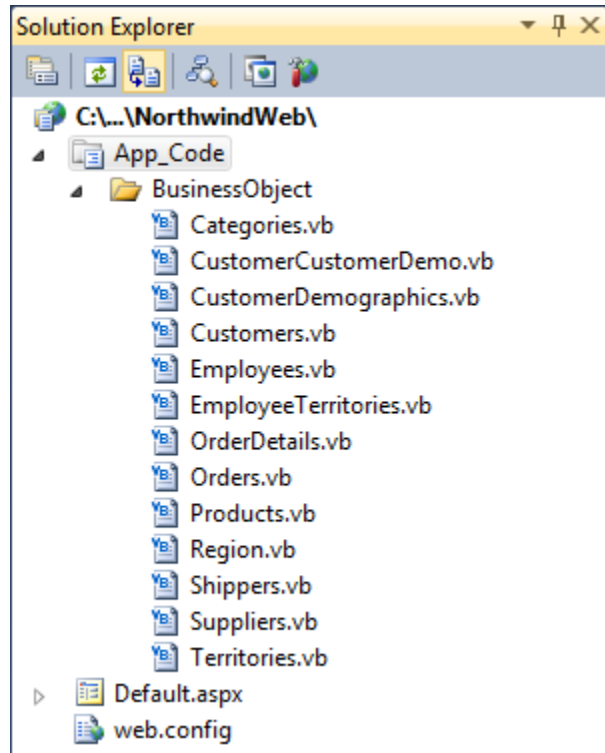 Solution Explorer
C:\...\NorthwindWeb\
App_Code
BusinessObject
Categories.vb
CustomerCustomerDemo.vb
CustomerDemographics.vb
Customers.vb
Employees.vb
EmployeeTerritories.vb
OrderDetails.vb
Orders.vb
Products.vb
Region.vb
Shippers.vb
Suppliers.vb
Territories.vb
Default.aspx
web.config